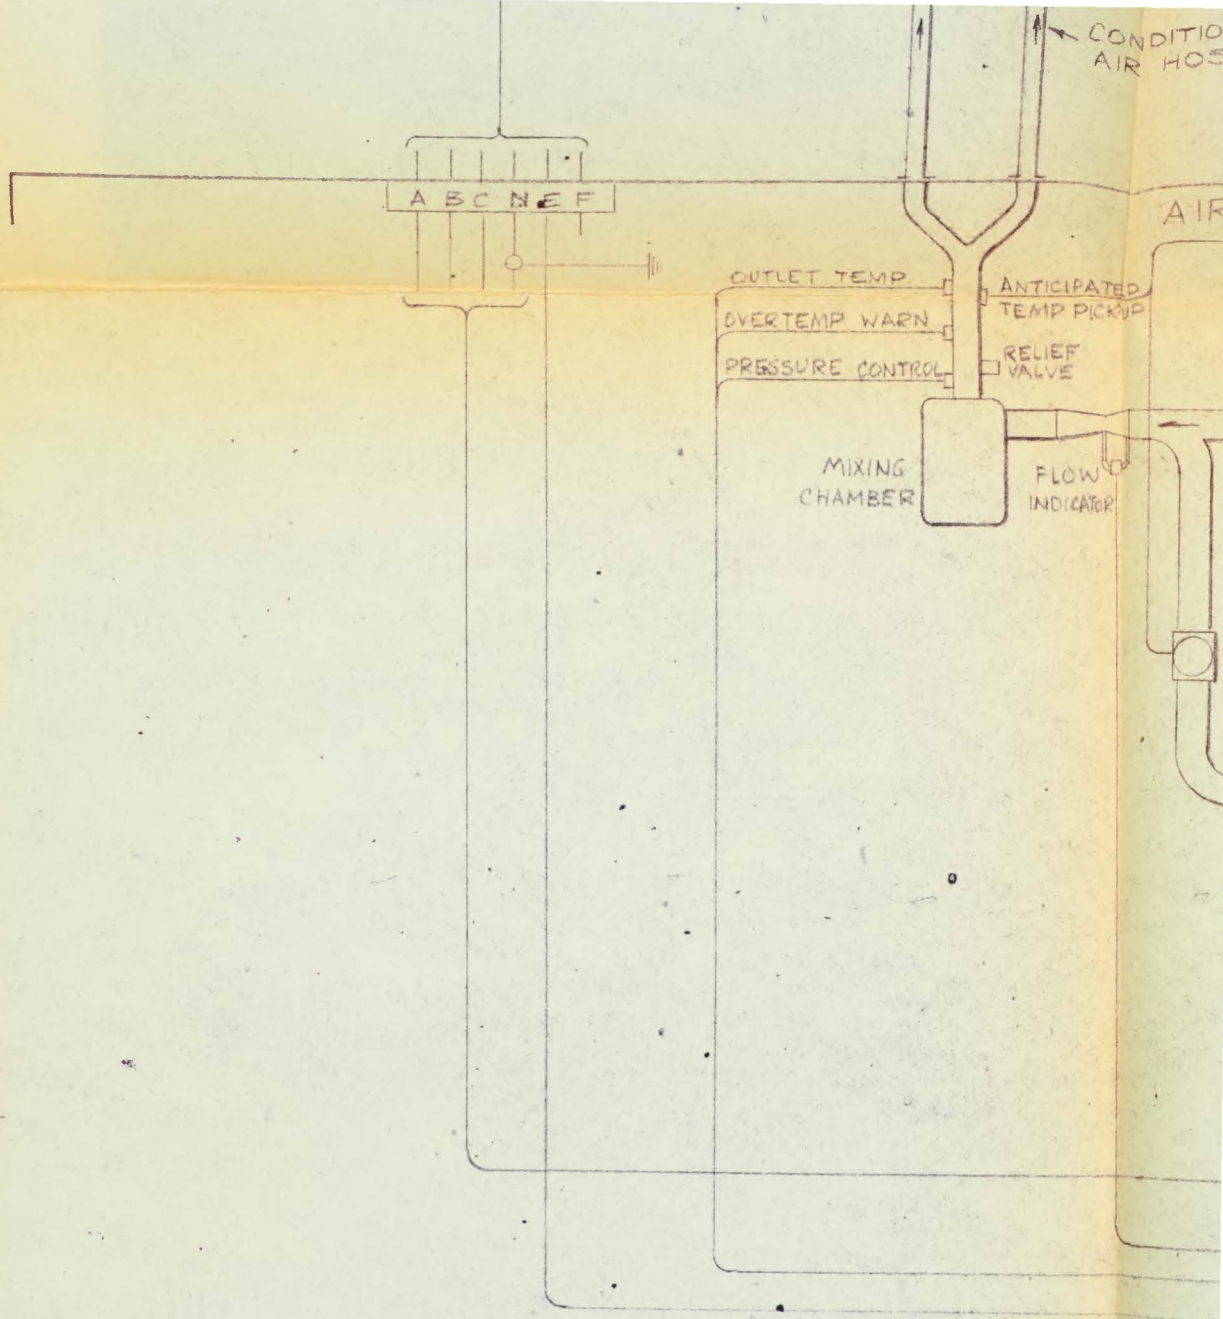 CONDITIO
AIR HOS
A B C N E F
AIR
OUTLET TEMP.
ANTICIPATED
TEMP PICKUP
OVERTEMP WARN
RELIEF
VALVE
PRESSURE CONTROL
MIXING
CHAMBER
FLOW
INDICATOR